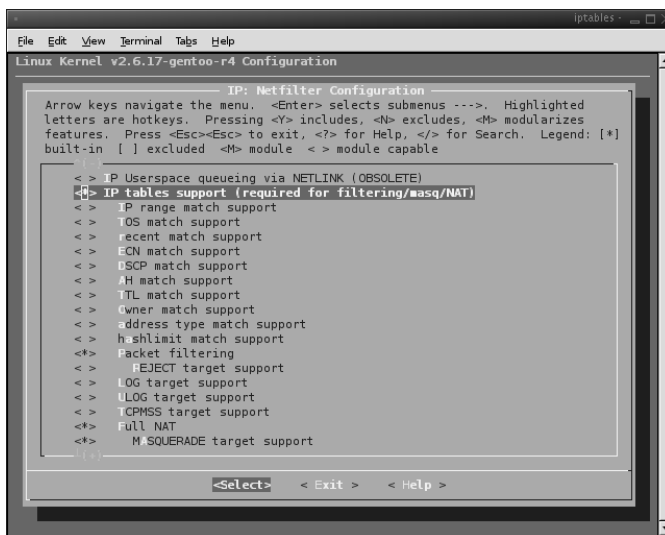 iptables -
File Edit View Terminal Tabs Help
Linux Kernel v2.6.17-gentoo-r4 Configuration
IP: Netfilter Configuration
Arrow keys navigate the menu. <Enter> selects submenus --->. Highlighted
letters are hotkeys. Pressing <Y> includes, <N> excludes, <M> modularizes
features. Press <Esc><Esc> to exit, <?> for Help, </> for Search. Legend: [*]
built-in [ ] excluded <M> module < > module capable
^(-)
< > IP Userspace queueing via NETLINK (OBSOLETE)
<*> IP tables support (required for filtering/masq/NAT)
< > IP range match support
< > TOS match support
< > recent match support
< > ECN match support
< > DSCP match support
< > AH match support
< > TTL match support
< > Owner match support
< > address type match support
< > hashlimit match support
<*> Packet filtering
< > REJECT target support
< > LOG target support
< > ULOG target support
< > TCPMSS target support
<*> Full NAT
<*> MASQUERADE target support
<Select> < Exit > < Help >